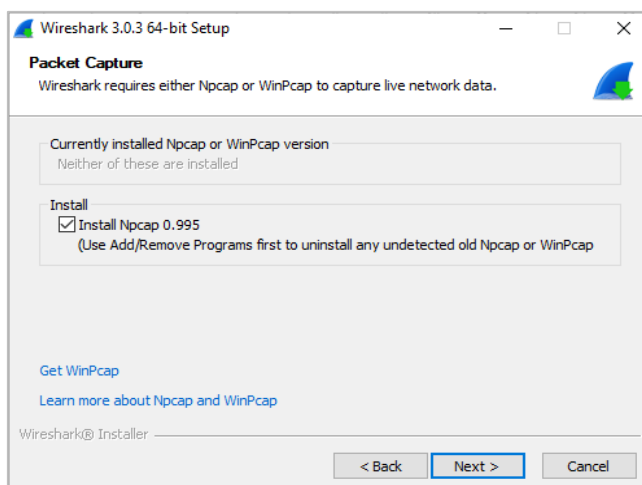 Wireshark 3.0.3 64-bit Setup
Packet Capture
Wireshark requires either Npcap or WinPcap to capture live network data.
Currently installed Npcap or WinPcap version
Neither of these are installed
Install
Install Npcap 0.995
(Use Add/Remove Programs first to uninstall any undetected old Npcap or WinPcap
Get WinPcap
Learn more about Npcap and WinPcap
Wireshark® Installer
< Back Next > Cancel